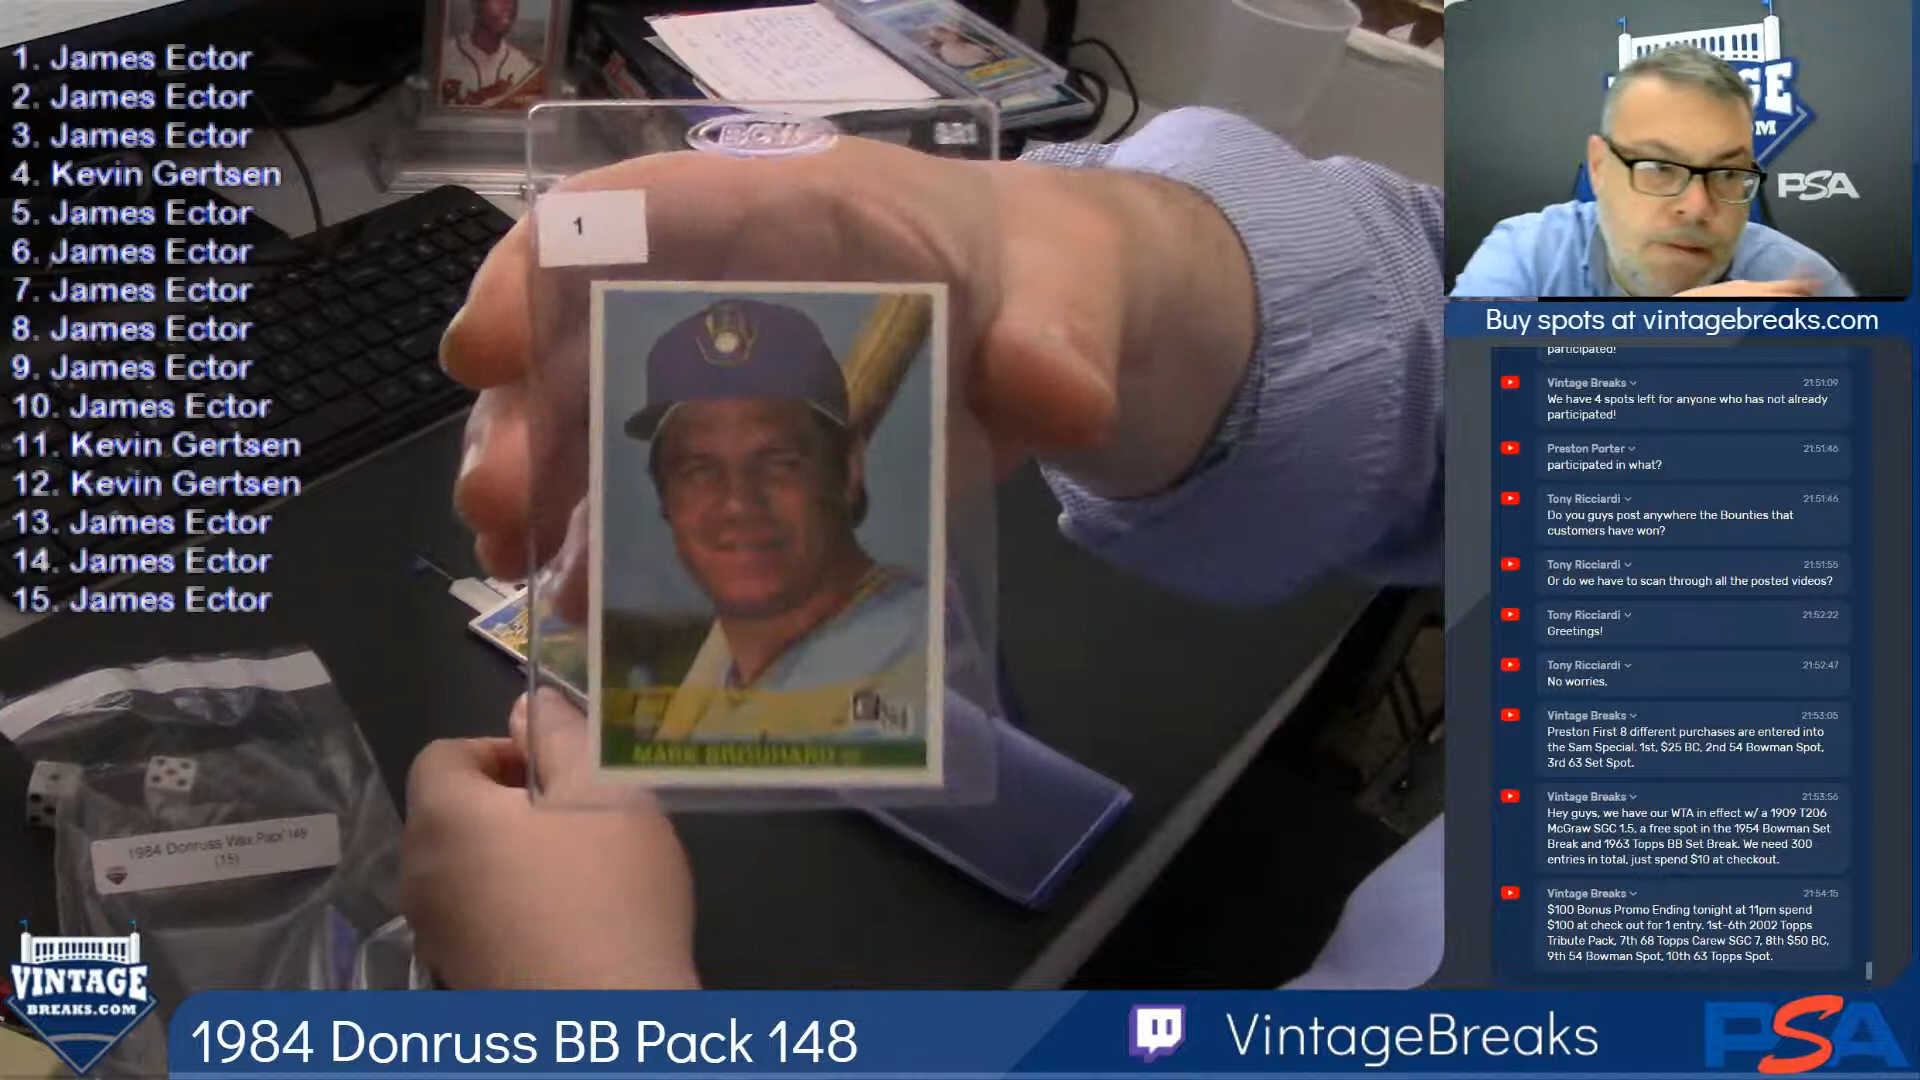 1. James Ector
2. James Ector
3. James Ector
4. Kevin Gertsen
5. James Ector
6. James Ector
7. James Ector
8. James Ector
9. James Ector
10. James Ector
11. Kevin Gertsen
12. Kevin Gertsen
13. James Ector
14. James Ector
15. James Ector
1
MARK BROUHARD
1984 Donruss Wax Pack 148
(15)
VINTAGE
BREAKS.COM
1984 Donruss BB Pack 148
VintageBreaks
PSA
PSA
Buy spots at vintagebreaks.com
participated!
Vintage Breaks 21:51:09
We have 4 spots left for anyone who has not already
participated!
Preston Porter 21:51:46
participated in what?
Tony Ricciardi 21:51:46
Do you guys post anywhere the Bounties that
customers have won?
Tony Ricciardi 21:51:55
Or do we have to scan through all the posted videos?
Tony Ricciardi 21:52:22
Greetings!
Tony Ricciardi 21:52:47
No worries.
Vintage Breaks 21:53:05
Preston First 8 different purchases are entered into
the Sam Special. 1st, $25 BC, 2nd 54 Bowman Spot,
3rd 63 Set Spot.
Vintage Breaks 21:53:56
Hey guys, we have our WTA in effect w/ a 1909 T206
McGraw SGC 1.5, a free spot in the 1954 Bowman Set
Break and 1963 Topps BB Set Break. We need 300
entries in total, just spend $10 at checkout.
Vintage Breaks 21:54:15
$100 Bonus Promo Ending tonight at 11pm spend
$100 at check out for 1 entry. 1st-6th 2002 Topps
Tribute Pack, 7th 68 Topps Carew SGC 7, 8th $50 BC,
9th 54 Bowman Spot, 10th 63 Topps Spot.